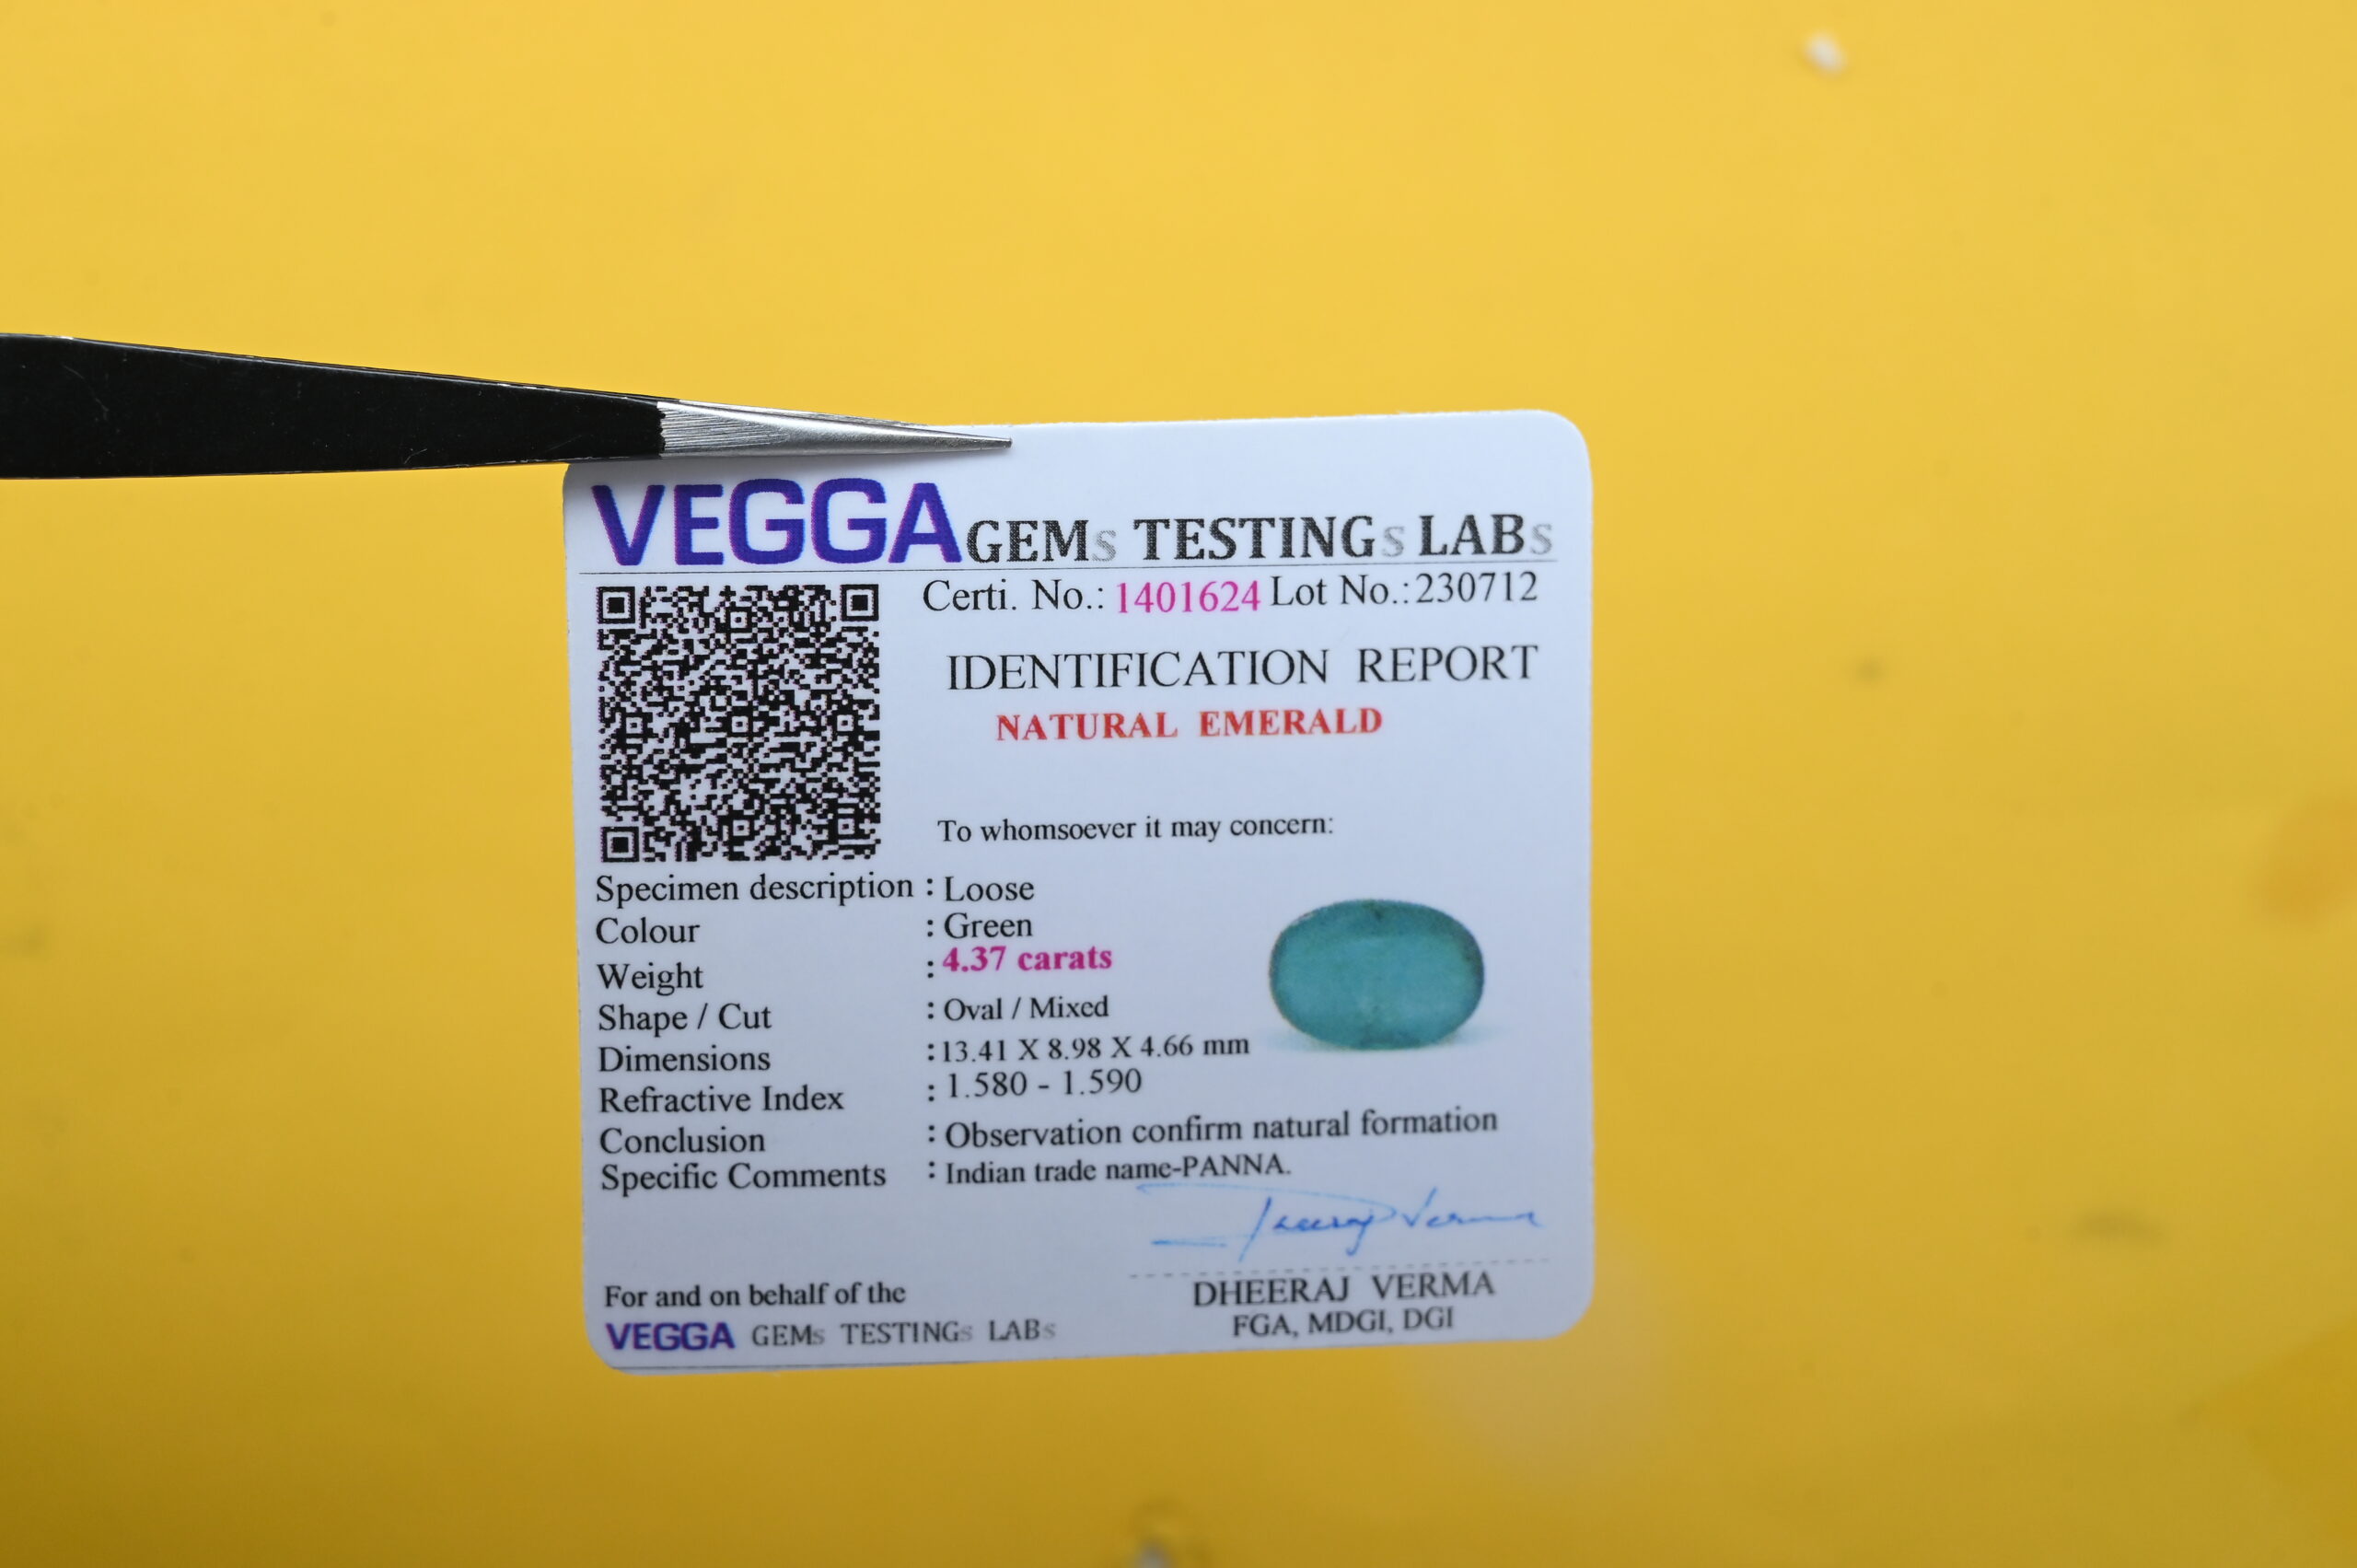 VEGGA GEMs TESTINGs LABs
Certi. No.: 1401624 Lot No.:230712
IDENTIFICATION REPORT
NATURAL EMERALD
To whomsoever it may concern:
Specimen description : Loose
Colour : Green
Weight : 4.37 carats
Shape / Cut : Oval / Mixed
Dimensions :13.41 X 8.98 X 4.66 mm
Refractive Index : 1.580 - 1.590
Conclusion : Observation confirm natural formation
Specific Comments : Indian trade name-PANNA.
Dheeraj Verma
For and on behalf of the
VEGGA GEMs TESTINGs LABs
DHEERAJ VERMA
FGA, MDGI, DGI